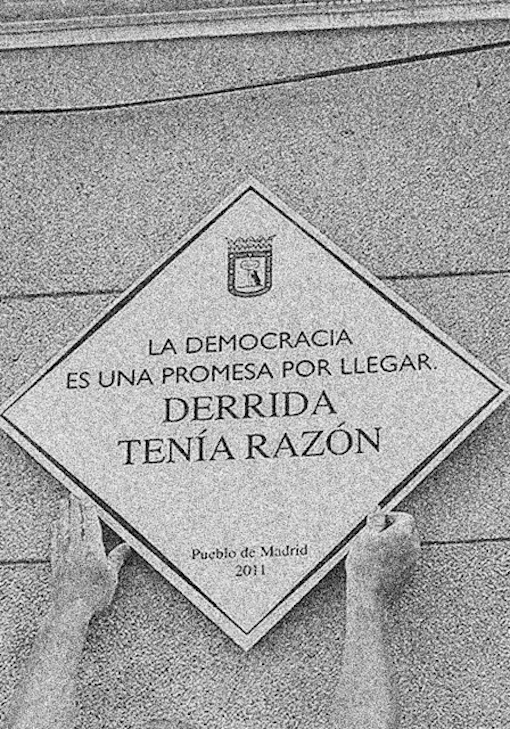 LA DEMOCRACIA
ES UNA PROMESA POR LLEGAR.
DERRIDA
TENÍA RAZÓN
Pueblo de Madrid
2011